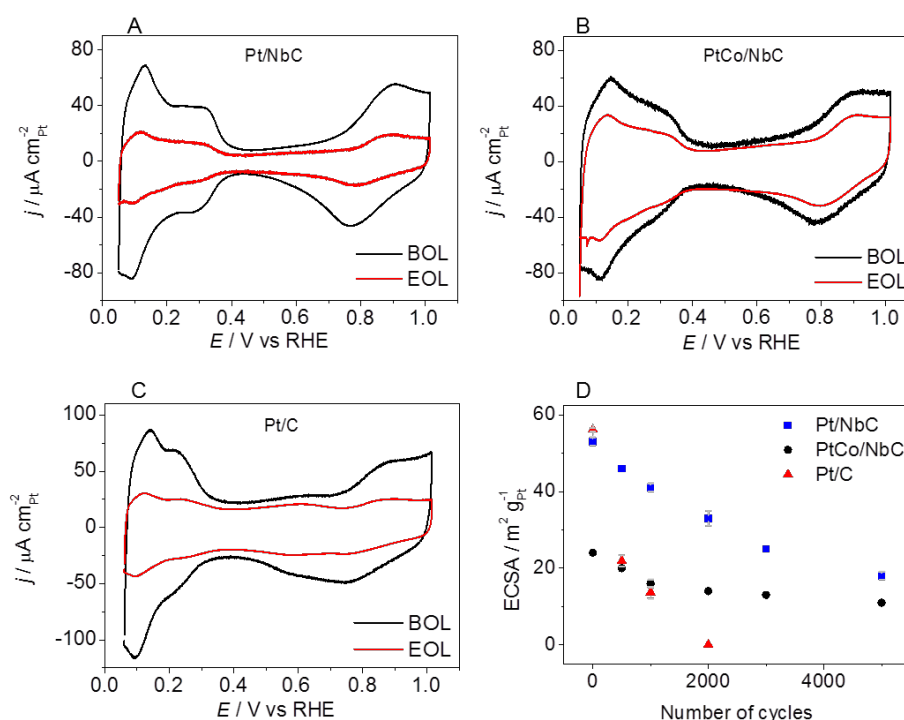 A
Pt/NbC
80
40
0
-40
-80
j / μA cm⁻²Pt
BOL
EOL
0.0 0.2 0.4 0.6 0.8 1.0
E / V vs RHE
B
PtCo/NbC
80
40
0
-40
-80
j / μA cm⁻²Pt
BOL
EOL
0.0 0.2 0.4 0.6 0.8 1.0
E / V vs RHE
C
Pt/C
100
50
0
-50
-100
j / μA cm⁻²Pt
BOL
EOL
0.0 0.2 0.4 0.6 0.8 1.0
E / V vs RHE
D
60
40
20
0
ECSA / m² g⁻¹Pt
Pt/NbC
PtCo/NbC
Pt/C
0 2000 4000
Number of cycles